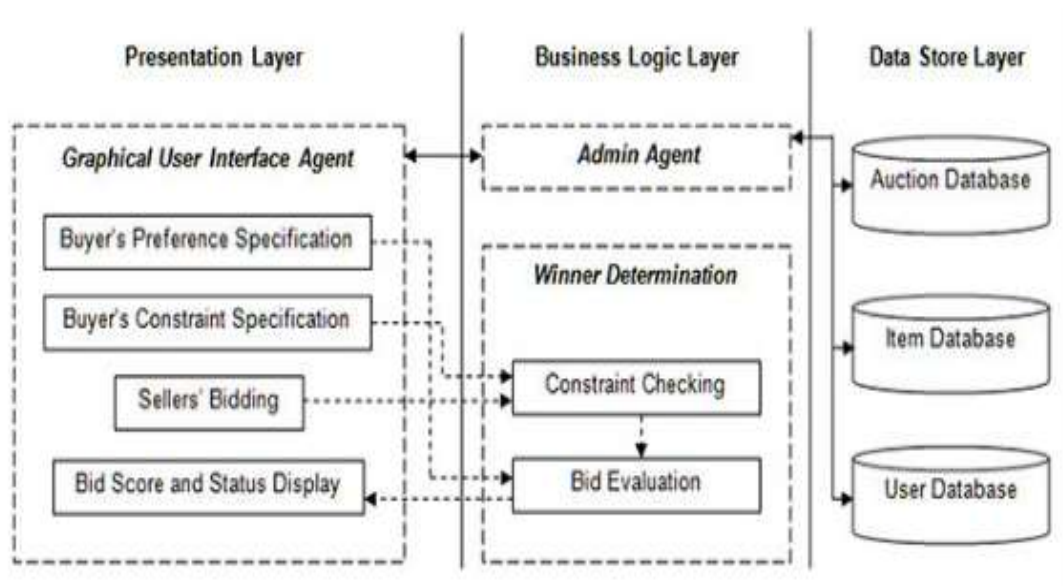 Presentation Layer
Business Logic Layer
Data Store Layer
Graphical User Interface Agent
Buyer's Preference Specification
Buyer's Constraint Specification
Sellers' Bidding
Bid Score and Status Display
Admin Agent
Winner Determination
Constraint Checking
Bid Evaluation
Auction Database
Item Database
User Database